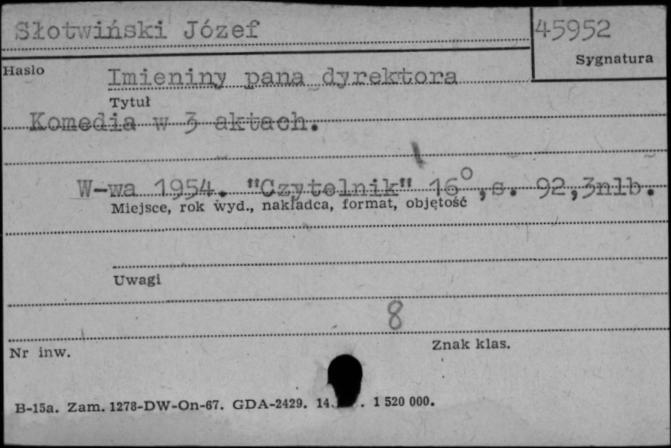 Słotwiński Józef
45952
Sygnatura
Hasło
Imieniny pana dyrektora
Tytuł
Komedia w 3 aktach.
W-wa 1954. "Czytelnik" 16°, s. 92,3nlb.
Miejsce, rok wyd., nakładca, format, objętość
Uwagi
8
Nr inw.
Znak klas.
B-15a. Zam. 1278-DW-On-67. GDA-2429. 14. . 1 520 000.